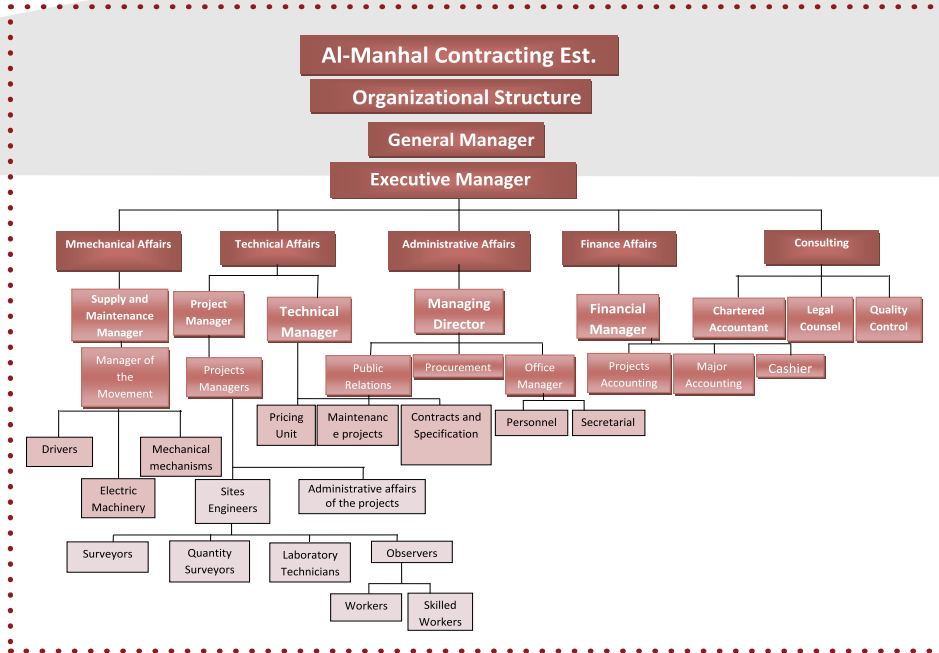 Al-Manhal Contracting Est.
Organizational Structure
General Manager
Executive Manager
Mmechanical Affairs
Technical Affairs
Administrative Affairs
Finance Affairs
Consulting
Supply and
Maintenance
Manager
Project
Manager
Technical
Manager
Managing
Director
Financial
Manager
Chartered
Accountant
Legal
Counsel
Quality
Control
Manager of
the
Movement
Projects
Managers
Public
Relations
Procurement
Office
Manager
Projects
Accounting
Major
Accounting
Cashier
Pricing
Unit
Maintenanc
e projects
Contracts and
Specification
Personnel
Secretarial
Drivers
Mechanical
mechanisms
Electric
Machinery
Sites
Engineers
Administrative affairs
of the projects
Surveyors
Quantity
Surveyors
Laboratory
Technicians
Observers
Workers
Skilled
Workers